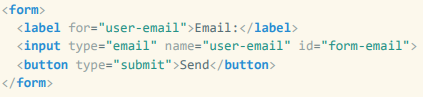 <form>
  <label for="user-email">Email:</label>
  <input type="email" name="user-email" id="form-email">
  <button type="submit">Send</button>
</form>